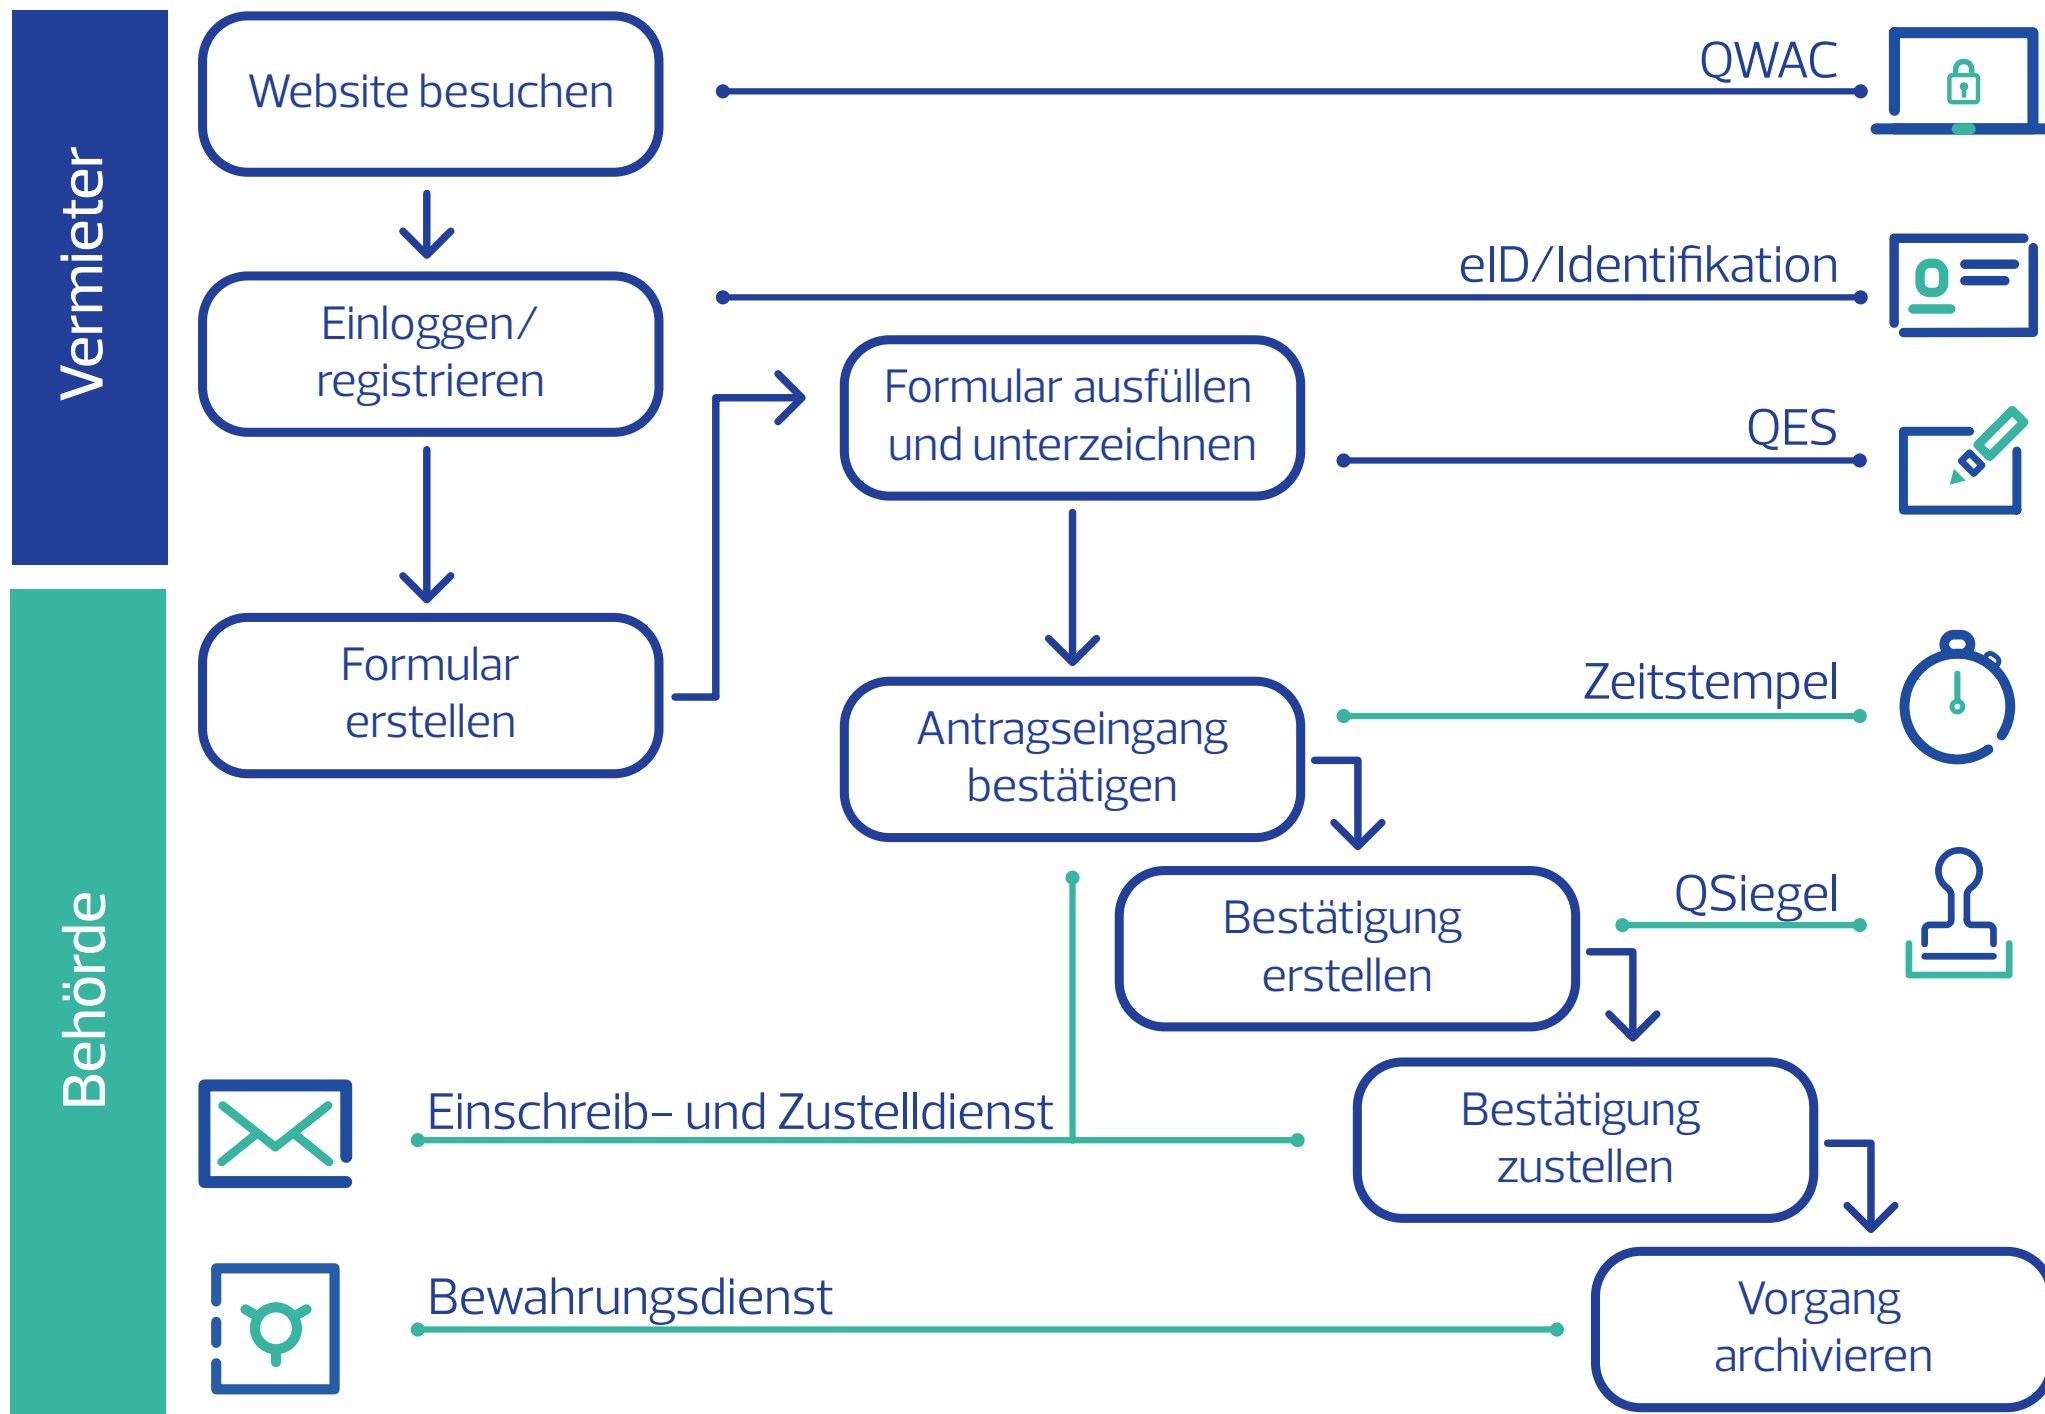 Vermieter
Website besuchen
QWAC
Einloggen/
registrieren
eID/Identifikation
Formular ausfüllen
und unterzeichnen
QES
Behörde
Formular
erstellen
Antragseingang
bestätigen
Zeitstempel
Bestätigung
erstellen
QSiegel
Einschreib- und Zustelldienst
Bestätigung
zustellen
Bewahrungsdienst
Vorgang
archivieren